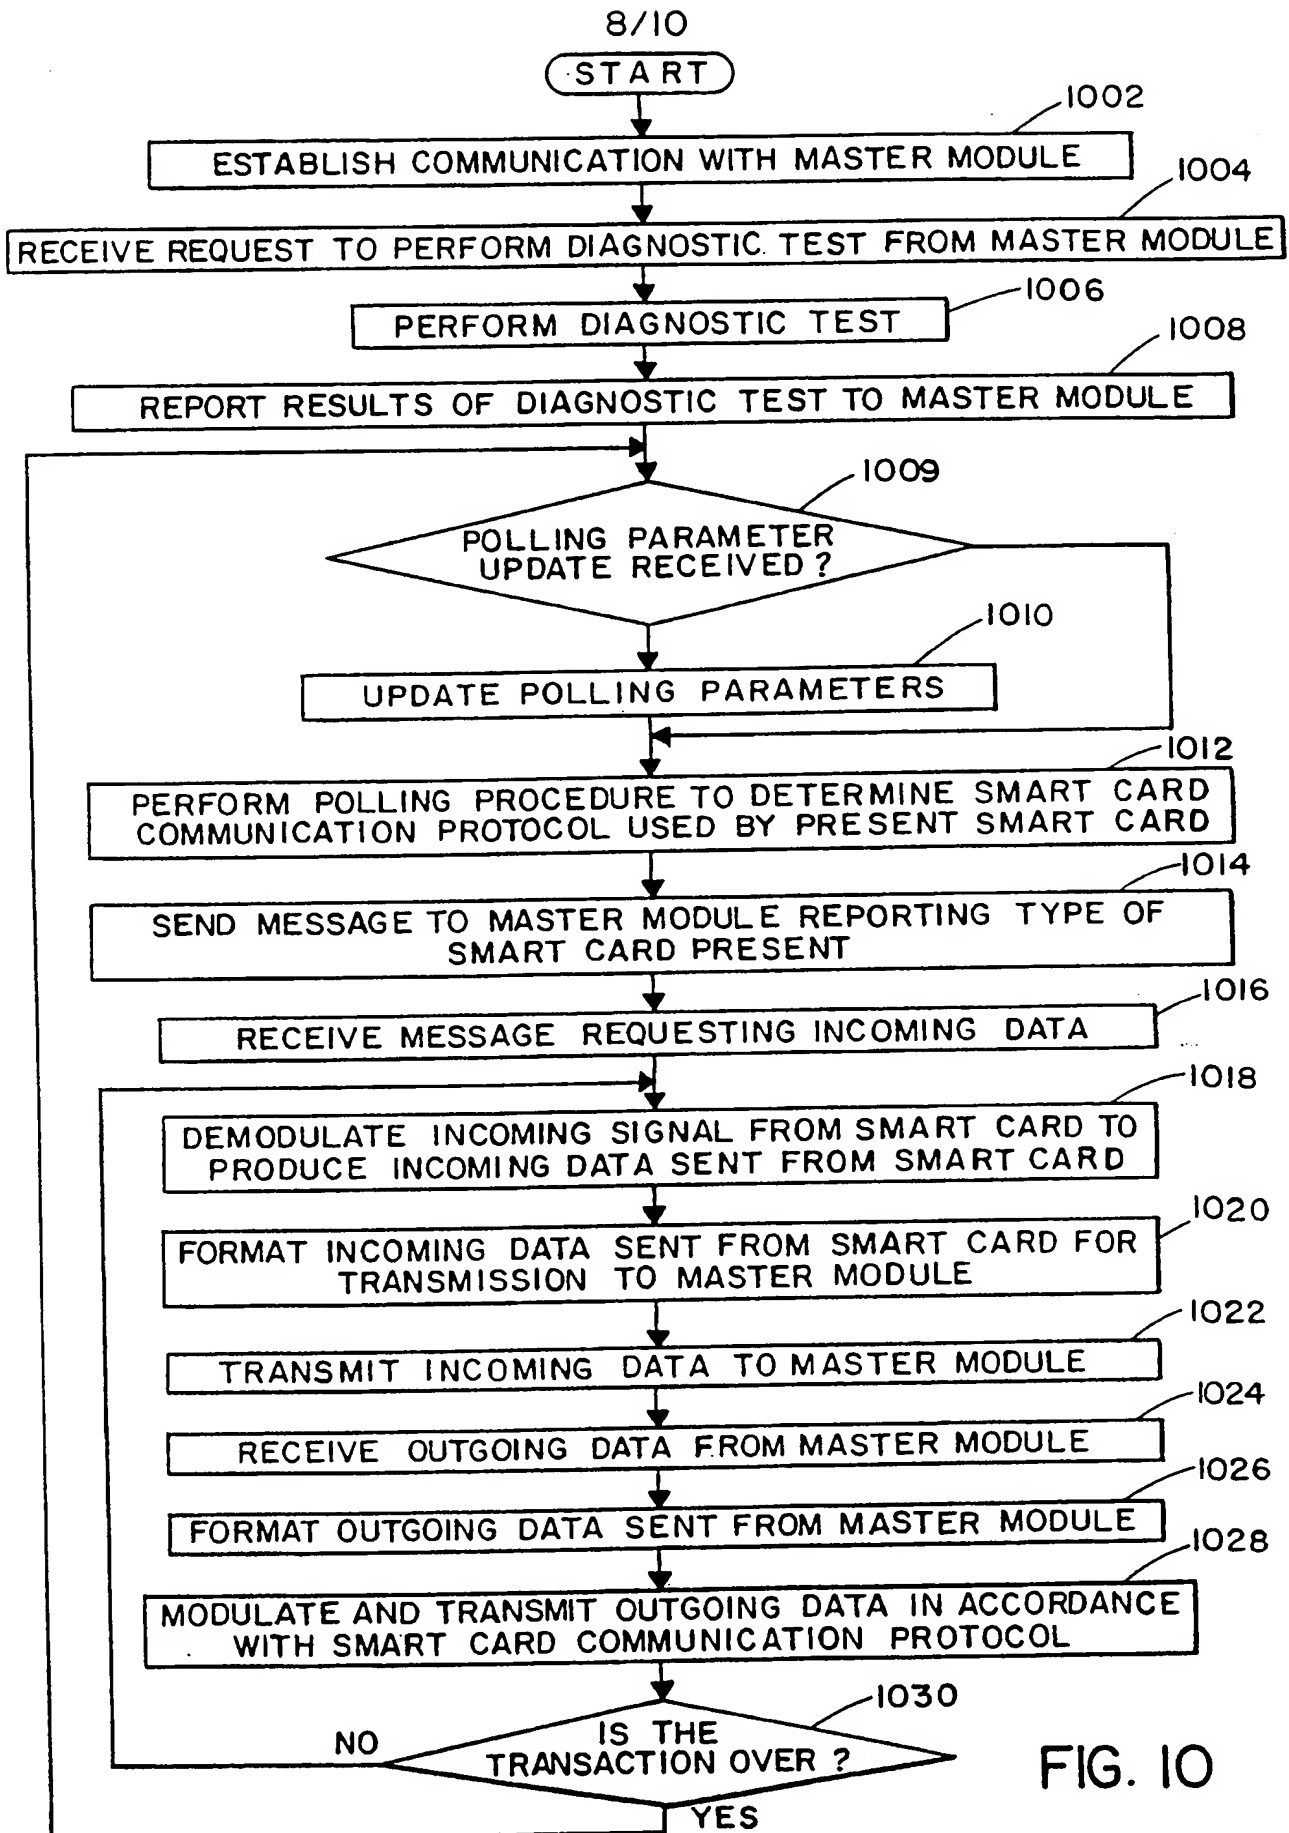 8/10
START
1002
ESTABLISH COMMUNICATION WITH MASTER MODULE
1004
RECEIVE REQUEST TO PERFORM DIAGNOSTIC TEST FROM MASTER MODULE
1006
PERFORM DIAGNOSTIC TEST
1008
REPORT RESULTS OF DIAGNOSTIC TEST TO MASTER MODULE
1009
POLLING PARAMETER
UPDATE RECEIVED?
1010
UPDATE POLLING PARAMETERS
1012
PERFORM POLLING PROCEDURE TO DETERMINE SMART CARD
COMMUNICATION PROTOCOL USED BY PRESENT SMART CARD
1014
SEND MESSAGE TO MASTER MODULE REPORTING TYPE OF
SMART CARD PRESENT
1016
RECEIVE MESSAGE REQUESTING INCOMING DATA
1018
DEMODULATE INCOMING SIGNAL FROM SMART CARD TO
PRODUCE INCOMING DATA SENT FROM SMART CARD
1020
FORMAT INCOMING DATA SENT FROM SMART CARD FOR
TRANSMISSION TO MASTER MODULE
1022
TRANSMIT INCOMING DATA TO MASTER MODULE
1024
RECEIVE OUTGOING DATA FROM MASTER MODULE
1026
FORMAT OUTGOING DATA SENT FROM MASTER MODULE
1028
MODULATE AND TRANSMIT OUTGOING DATA IN ACCORDANCE
WITH SMART CARD COMMUNICATION PROTOCOL
1030
IS THE
TRANSACTION OVER?
NO
YES
FIG. 10